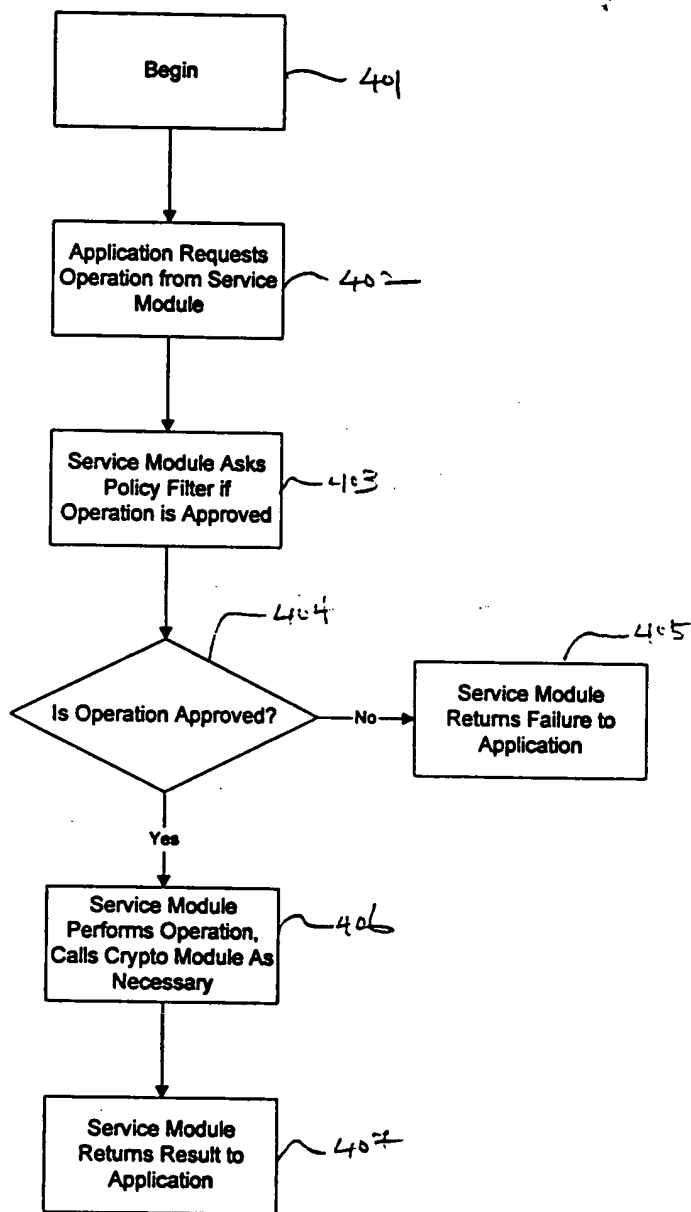 Begin
401
Application Requests
Operation from Service
Module
402
Service Module Asks
Policy Filter if
Operation is Approved
403
404
Is Operation Approved?
No
405
Service Module
Returns Failure to
Application
Yes
Service Module
Performs Operation,
Calls Crypto Module As
Necessary
406
Service Module
Returns Result to
Application
407